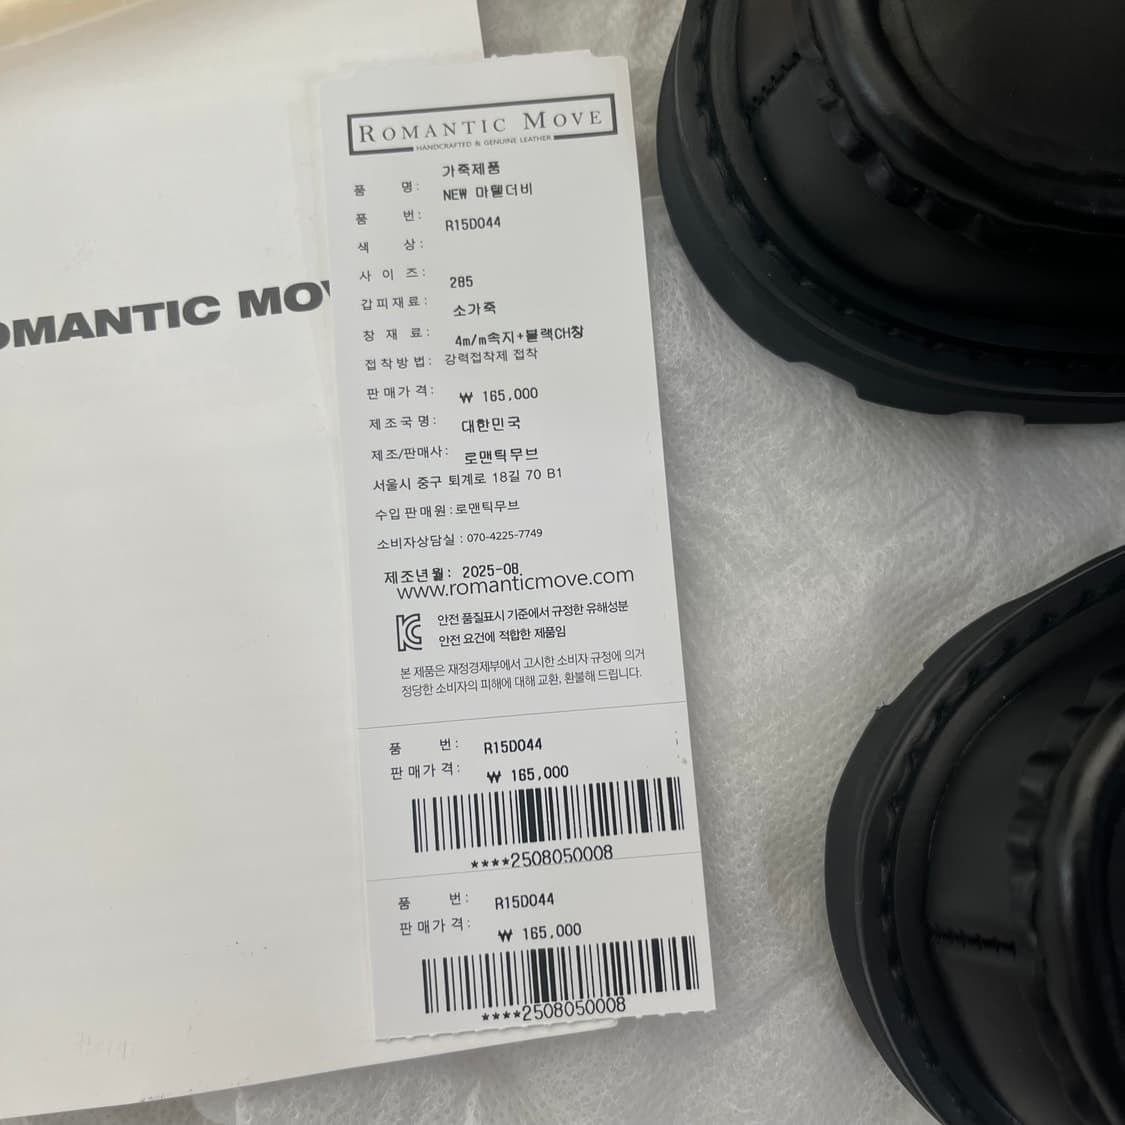 OMANTIC MOV
ROMANTIC MOVE
HANDCRAFTED & GENUINE LEATHER
가죽제품
품 명: NEW 마텔더비
품 번: R15D044
색 상:
사 이 즈: 285
갑피재료: 소가죽
창 재 료: 4m/m속지+블랙CH창
접착방법: 강력접착제 접착
판매가격: ₩ 165,000
제조국명: 대한민국
제조/판매사: 로맨틱무브
서울시 중구 퇴계로 18길 70 B1
수입판매원:로맨틱무브
소비자상담실 : 070-4225-7749
제조년월: 2025-08.
www.romanticmove.com
안전 품질표시 기준에서 규정한 유해성분
안전 요건에 적합한 제품임
본 제품은 재정경제부에서 고시한 소비자 규정에 의거
정당한 소비자의 피해에 대해 교환, 환불해 드립니다.
품 번: R15D044
판매가격: ₩ 165,000
****2508050008
품 번: R15D044
판매가격: ₩ 165,000
****2508050008